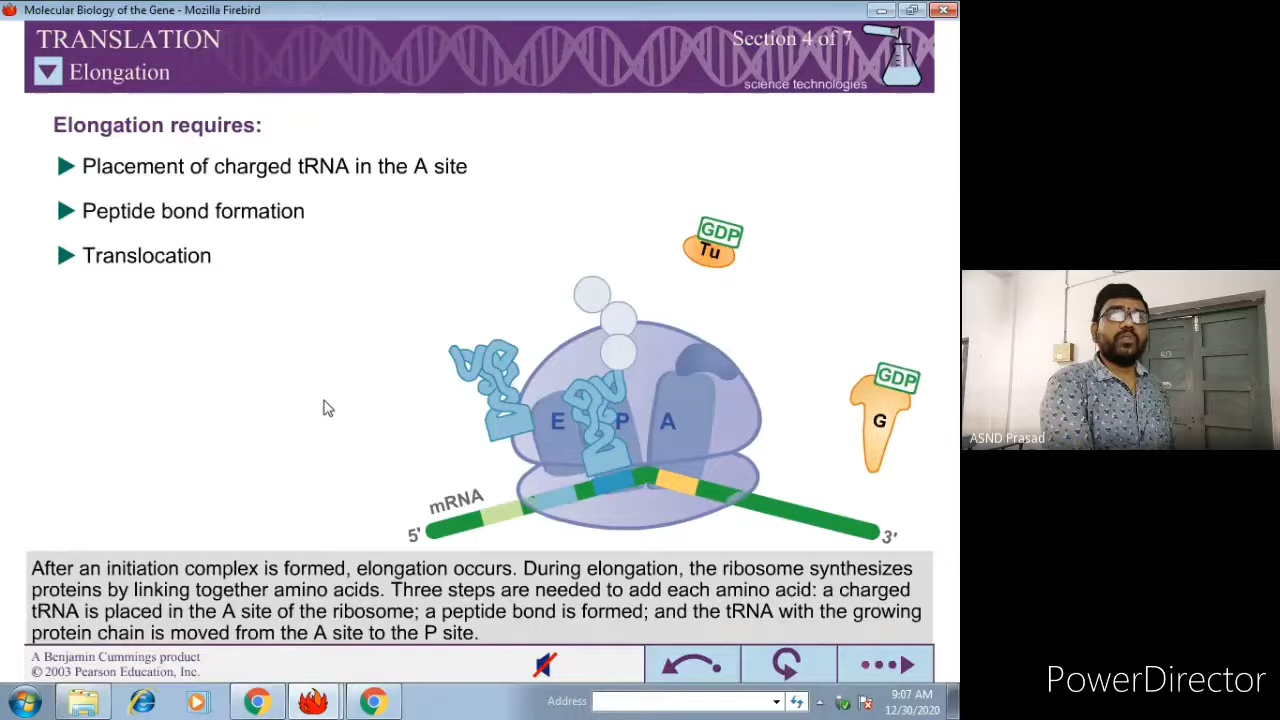 Molecular Biology of the Gene - Mozilla Firebird
TRANSLATION
Section 4 of 7
Elongation
science technologies
Elongation requires:
Placement of charged tRNA in the A site
Peptide bond formation
Translocation
GDP
Tu
GDP
G
E P A
mRNA
5'
3'
ASND Prasad
After an initiation complex is formed, elongation occurs. During elongation, the ribosome synthesizes
proteins by linking together amino acids. Three steps are needed to add each amino acid: a charged
tRNA is placed in the A site of the ribosome; a peptide bond is formed; and the tRNA with the growing
protein chain is moved from the A site to the P site.
A Benjamin Cummings product
© 2003 Pearson Education, Inc.
PowerDirector
Address
9:07 AM
12/30/2020